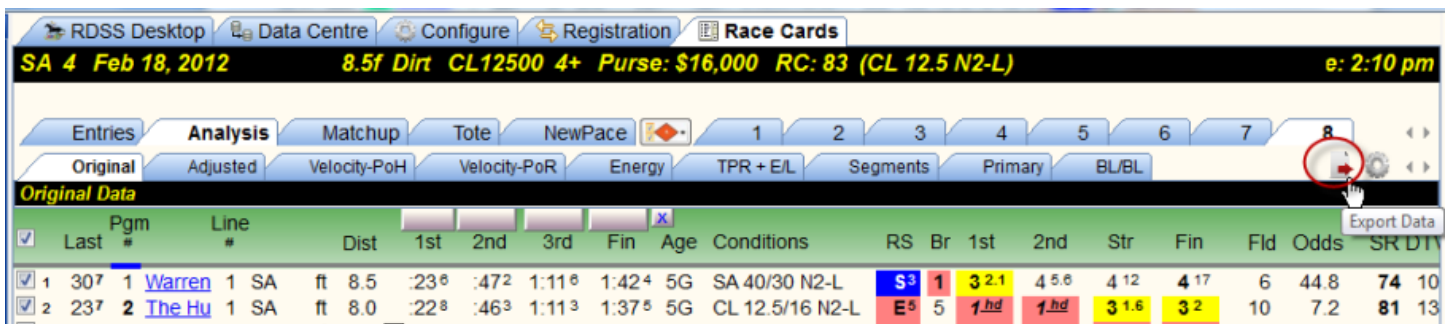 RDSS Desktop Data Centre Configure Registration Race Cards
SA 4 Feb 18, 2012 8.5f Dirt CL12500 4+ Purse: $16,000 RC: 83 (CL 12.5 N2-L) e: 2:10 pm
Entries Analysis Matchup Tote NewPace 1 2 3 4 5 6 7 8
Original Adjusted Velocity-PoH Velocity-PoR Energy TPR + E/L Segments Primary BL/BL
Original Data
Export Data
Last Pgm # Line # Dist 1st 2nd 3rd Fin X Age Conditions RS Br 1st 2nd Str Fin Fld Odds SR DTV
1 307 1 Warren 1 SA ft 8.5 :236 :472 1:116 1:424 5G SA 40/30 N2-L S3 1 3 2.1 4 5.6 4 12 4 17 6 44.8 74 10
2 237 2 The Hu 1 SA ft 8.0 :228 :463 1:113 1:375 5G CL 12.5/16 N2-L E5 5 1 hd 1 hd 3 1.6 3 2 10 7.2 81 13